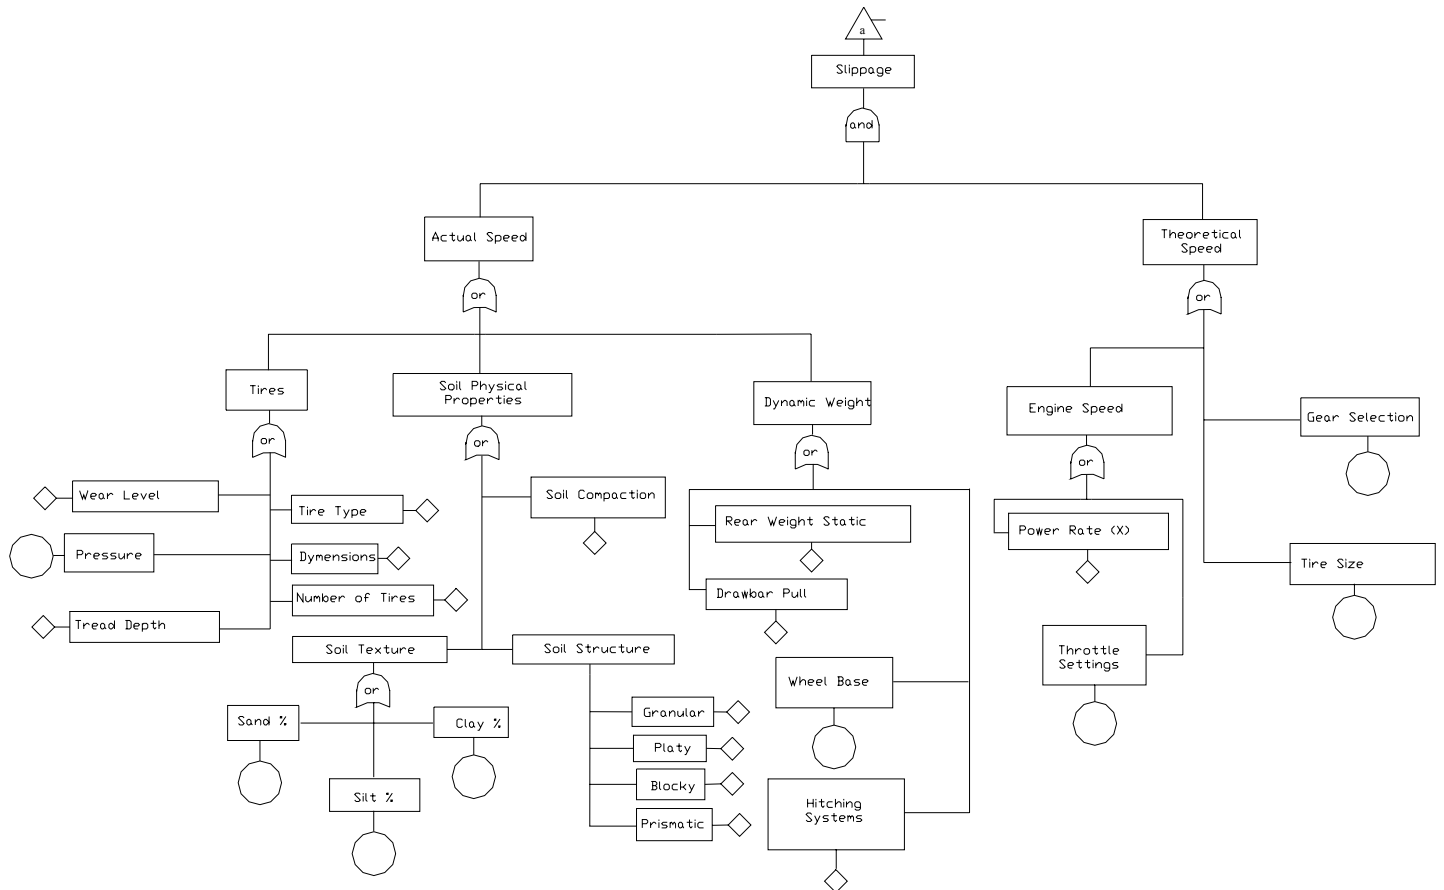 a
Slippage
and
Actual Speed
Theoretical
Speed
or
or
Tires
Soil Physical
Properties
Dynamic Weight
Engine Speed
Gear Selection
or
or
or
or
Wear Level
Tire Type
Soil Compaction
Rear Weight Static
Power Rate (X)
Pressure
Dymensions
Tire Size
Number of Tires
Drawbar Pull
Tread Depth
Soil Texture
Soil Structure
Throttle
Settings
Wheel Base
or
Sand %
Clay %
Granular
Platy
Blocky
Silt %
Prismatic
Hitching
Systems